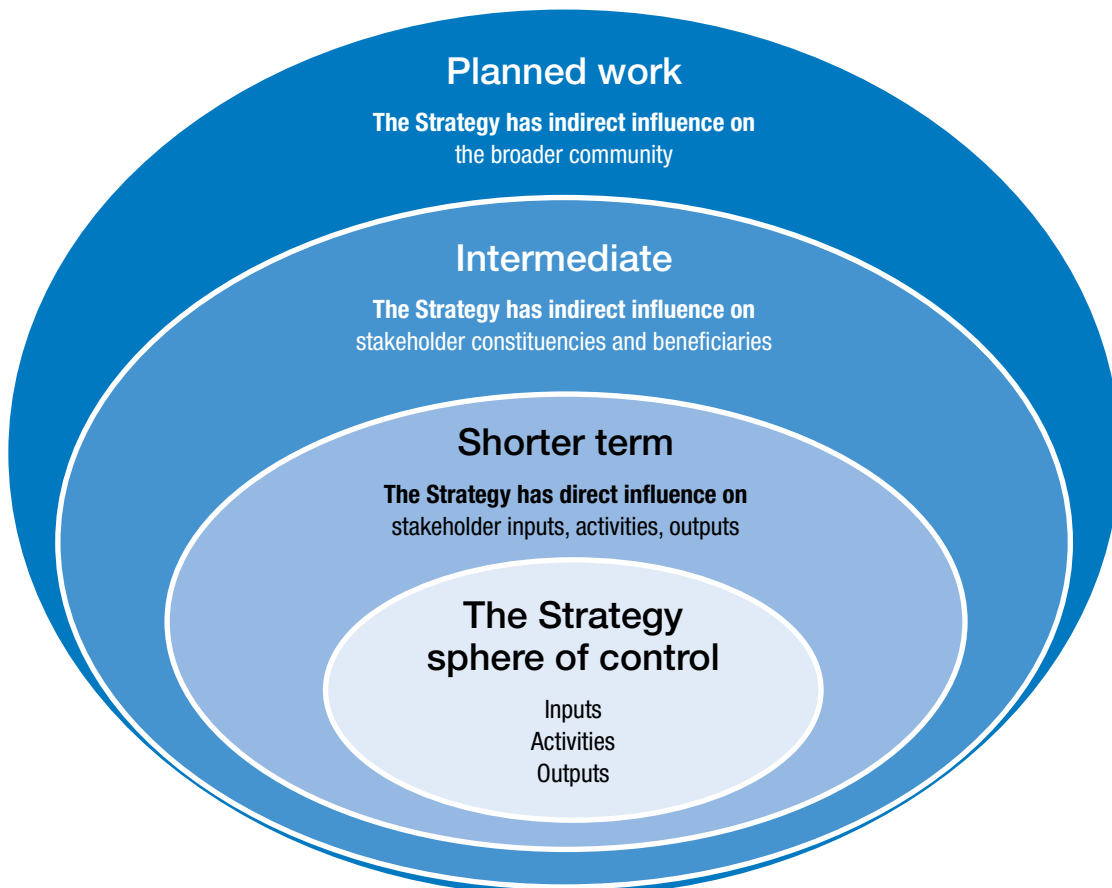 Planned work
The Strategy has indirect influence on
the broader community
Intermediate
The Strategy has indirect influence on
stakeholder constituencies and beneficiaries
Shorter term
The Strategy has direct influence on
stakeholder inputs, activities, outputs
The Strategy
sphere of control
Inputs
Activities
Outputs